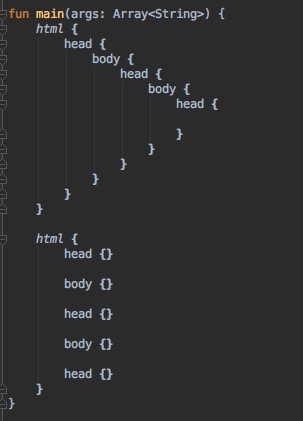 fun main(args: Array<String>) {
    html {
        head {
            body {
                head {
                    body {
                        head {

                        }
                    }
                }
            }
        }
    }

    html {
        head {}

        body {}

        head {}

        body {}

        head {}
    }
}